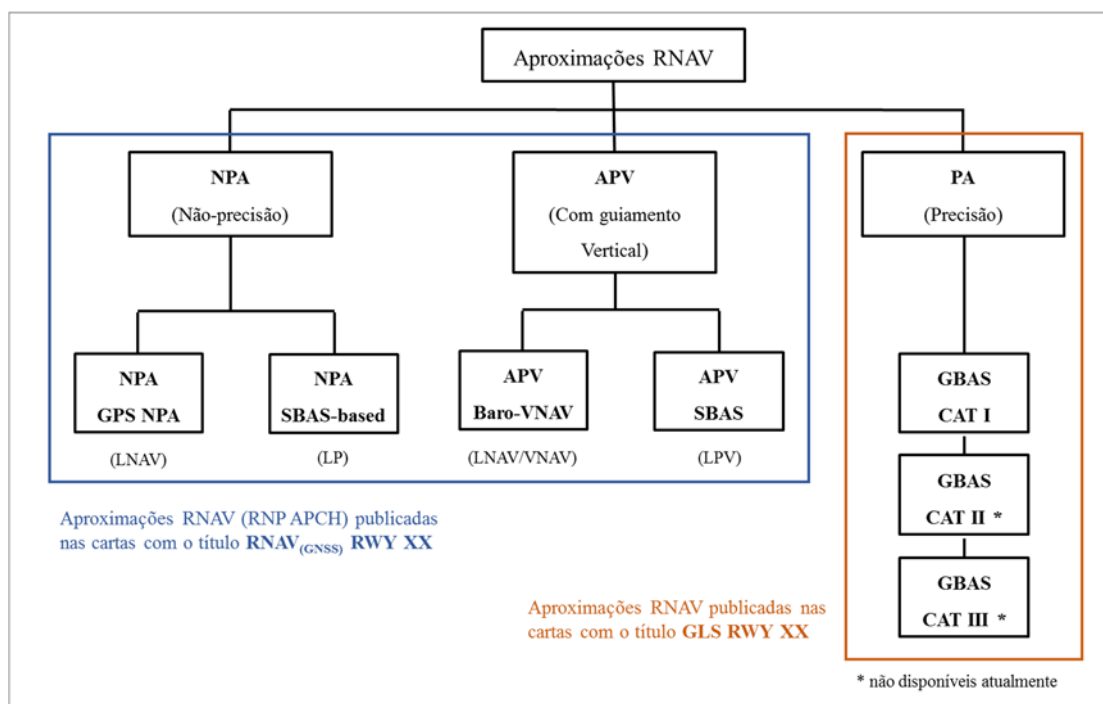 Aproximações RNAV
NPA
(Não-precisão)
APV
(Com guiamento
Vertical)
PA
(Precisão)
NPA
GPS NPA
(LNAV)
NPA
SBAS-based
(LP)
APV
Baro-VNAV
(LNAV/VNAV)
APV
SBAS
(LPV)
GBAS
CAT I
GBAS
CAT II *
GBAS
CAT III *
Aproximações RNAV (RNP APCH) publicadas
nas cartas com o título RNAV(GNSS) RWY XX
Aproximações RNAV publicadas nas
cartas com o título GLS RWY XX
* não disponíveis atualmente